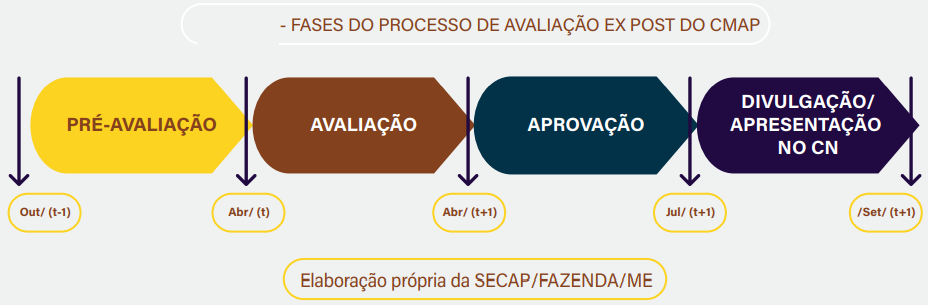 - FASES DO PROCESSO DE AVALIAÇÃO EX POST DO CMAP
PRÉ-AVALIAÇÃO
AVALIAÇÃO
APROVAÇÃO
DIVULGAÇÃO/
APRESENTAÇÃO
NO CN
Out/ (t-1)
Abr/ (t)
Abr/ (t+1)
Jul/ (t+1)
/Set/ (t+1)
Elaboração própria da SECAP/FAZENDA/ME